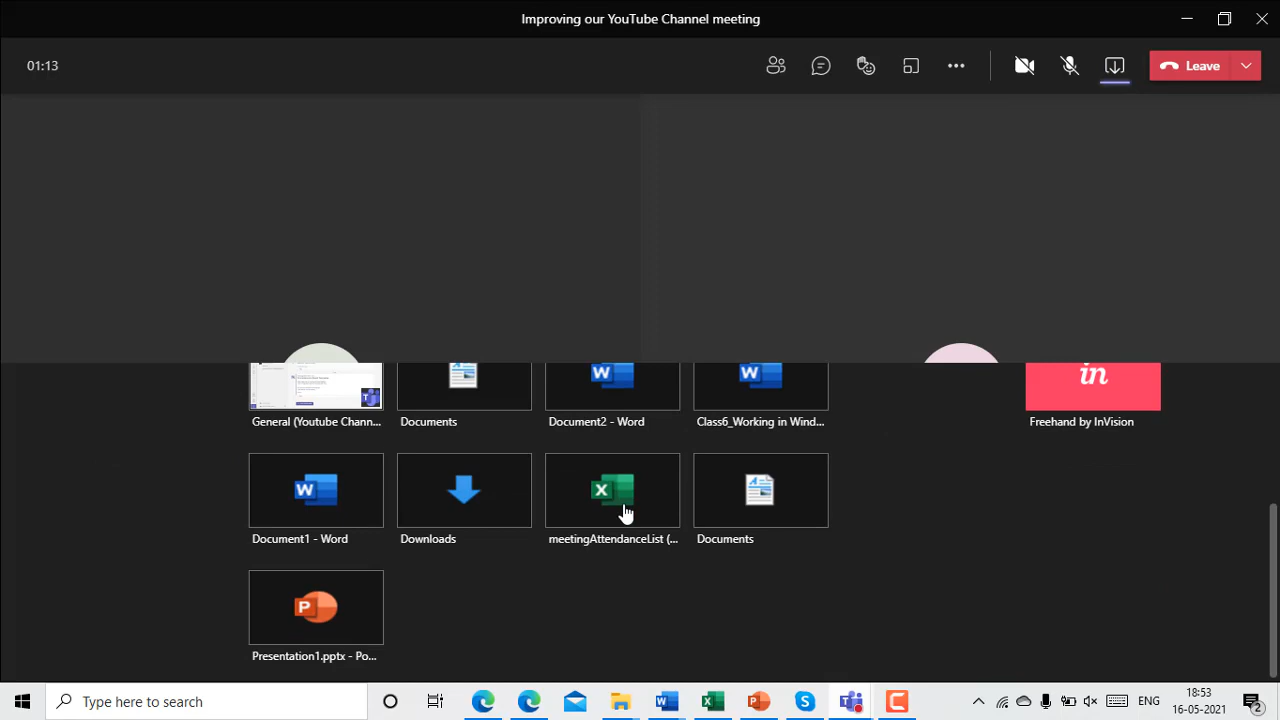 Improving our YouTube Channel meeting
01:13
Leave
in
General (Youtube Chann...
Documents
Document2 - Word
Class6_Working in Wind...
Freehand by InVision
Document1 - Word
Downloads
meetingAttendanceList (...
Documents
Presentation1.pptx - Po...
Type here to search
ENG
18:53
16-05-2021
2